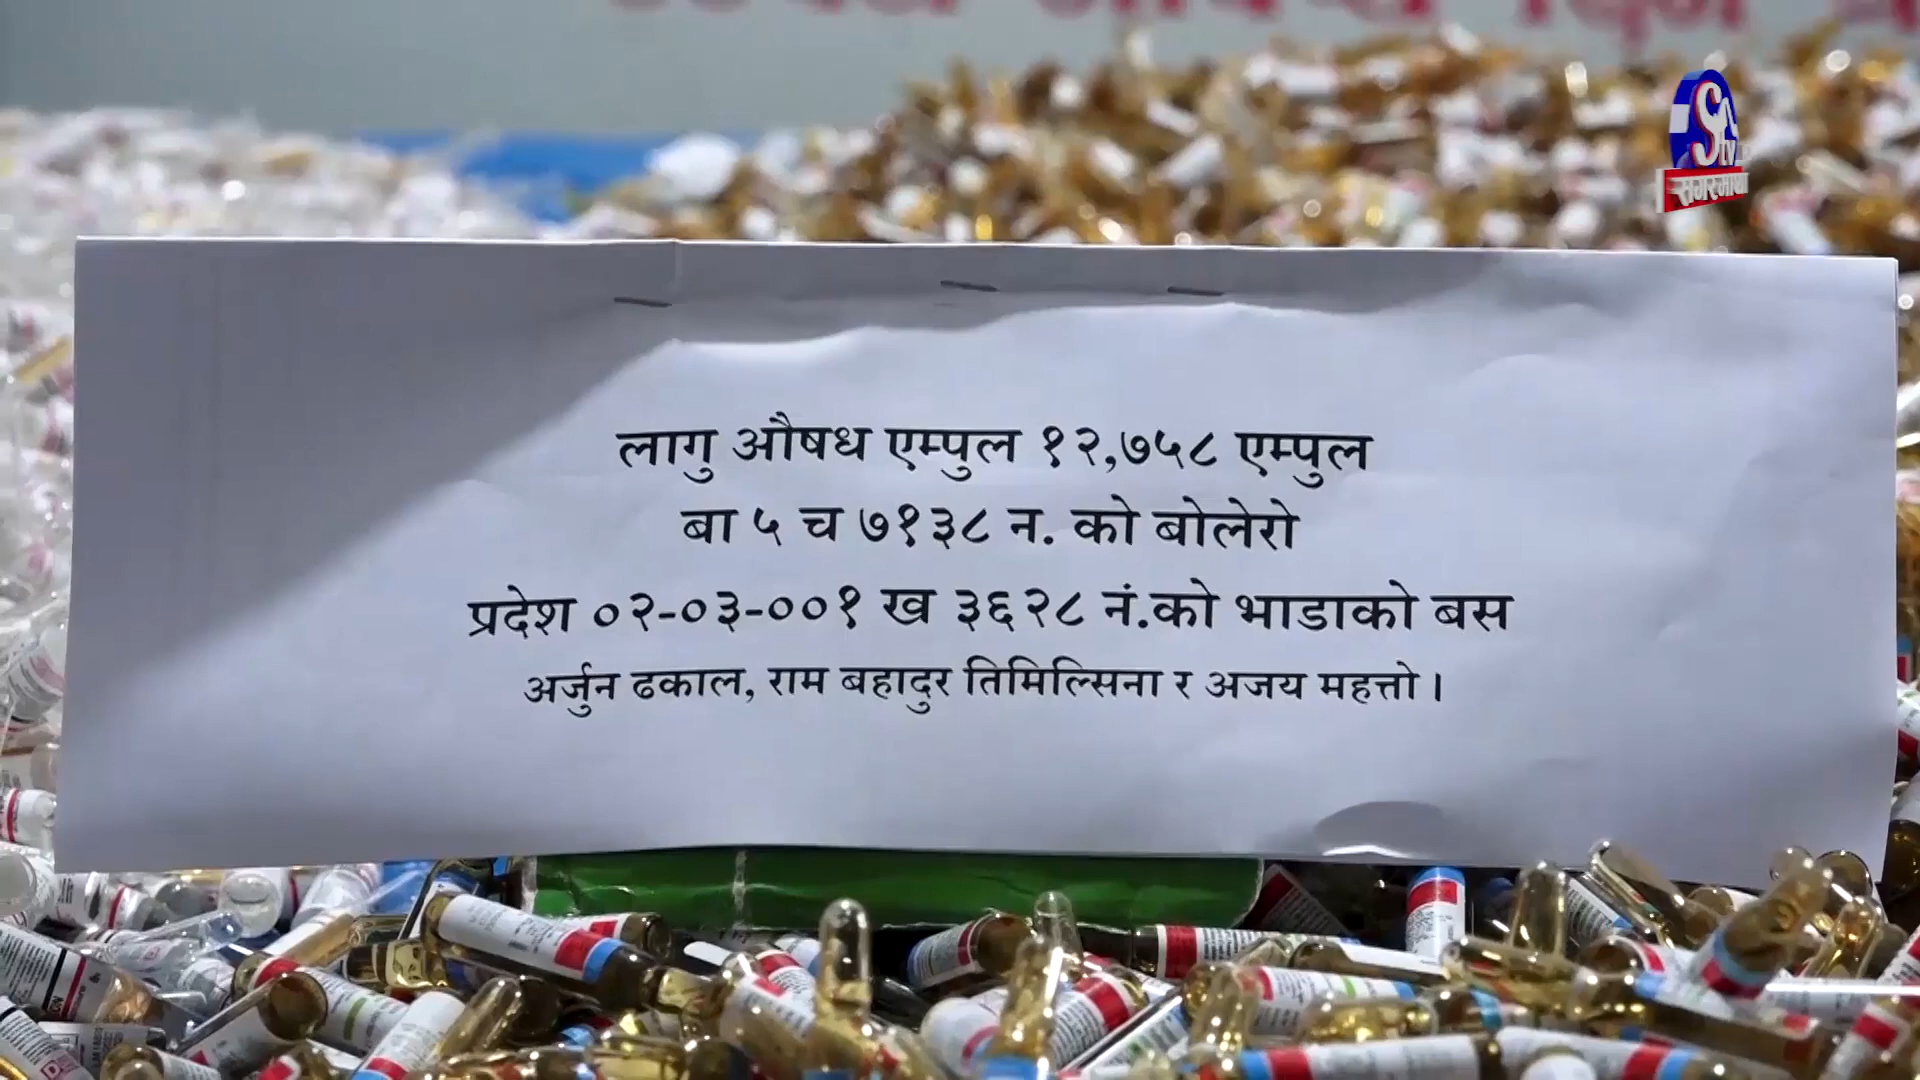 STV
सगरमाथा
लागु औषध एम्पुल १२,७५८ एम्पुल
बा ५ च ७१३८ न. को बोलेरो
प्रदेश ०२-०३-००१ ख ३६२८ नं.को भाडाको बस
अर्जुन ढकाल, राम बहादुर तिमिल्सिना र अजय महत्तो।